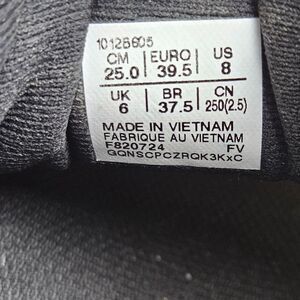 1012B605
CM EURO US
25.0 39.5 8
UK BR CN
6 37.5 250(2.5)
MADE IN VIETNAM
FABRIQUE AU VIETNAM
F820724 FV
GQNSCPCZRQK3KxC